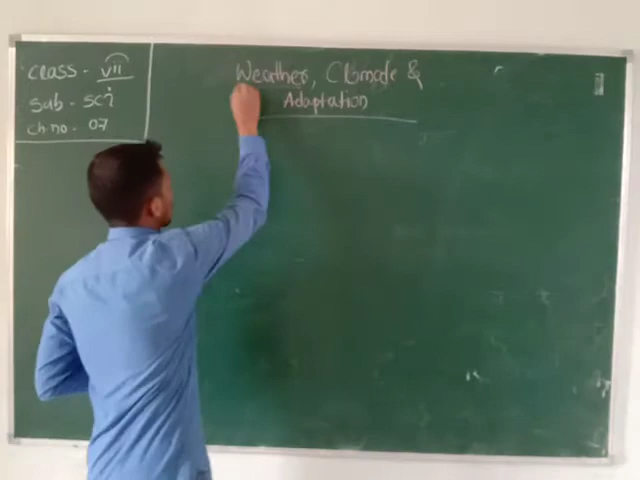 class - vii
sub - sci
ch no - 07
Weather, Climate &
Adaptation